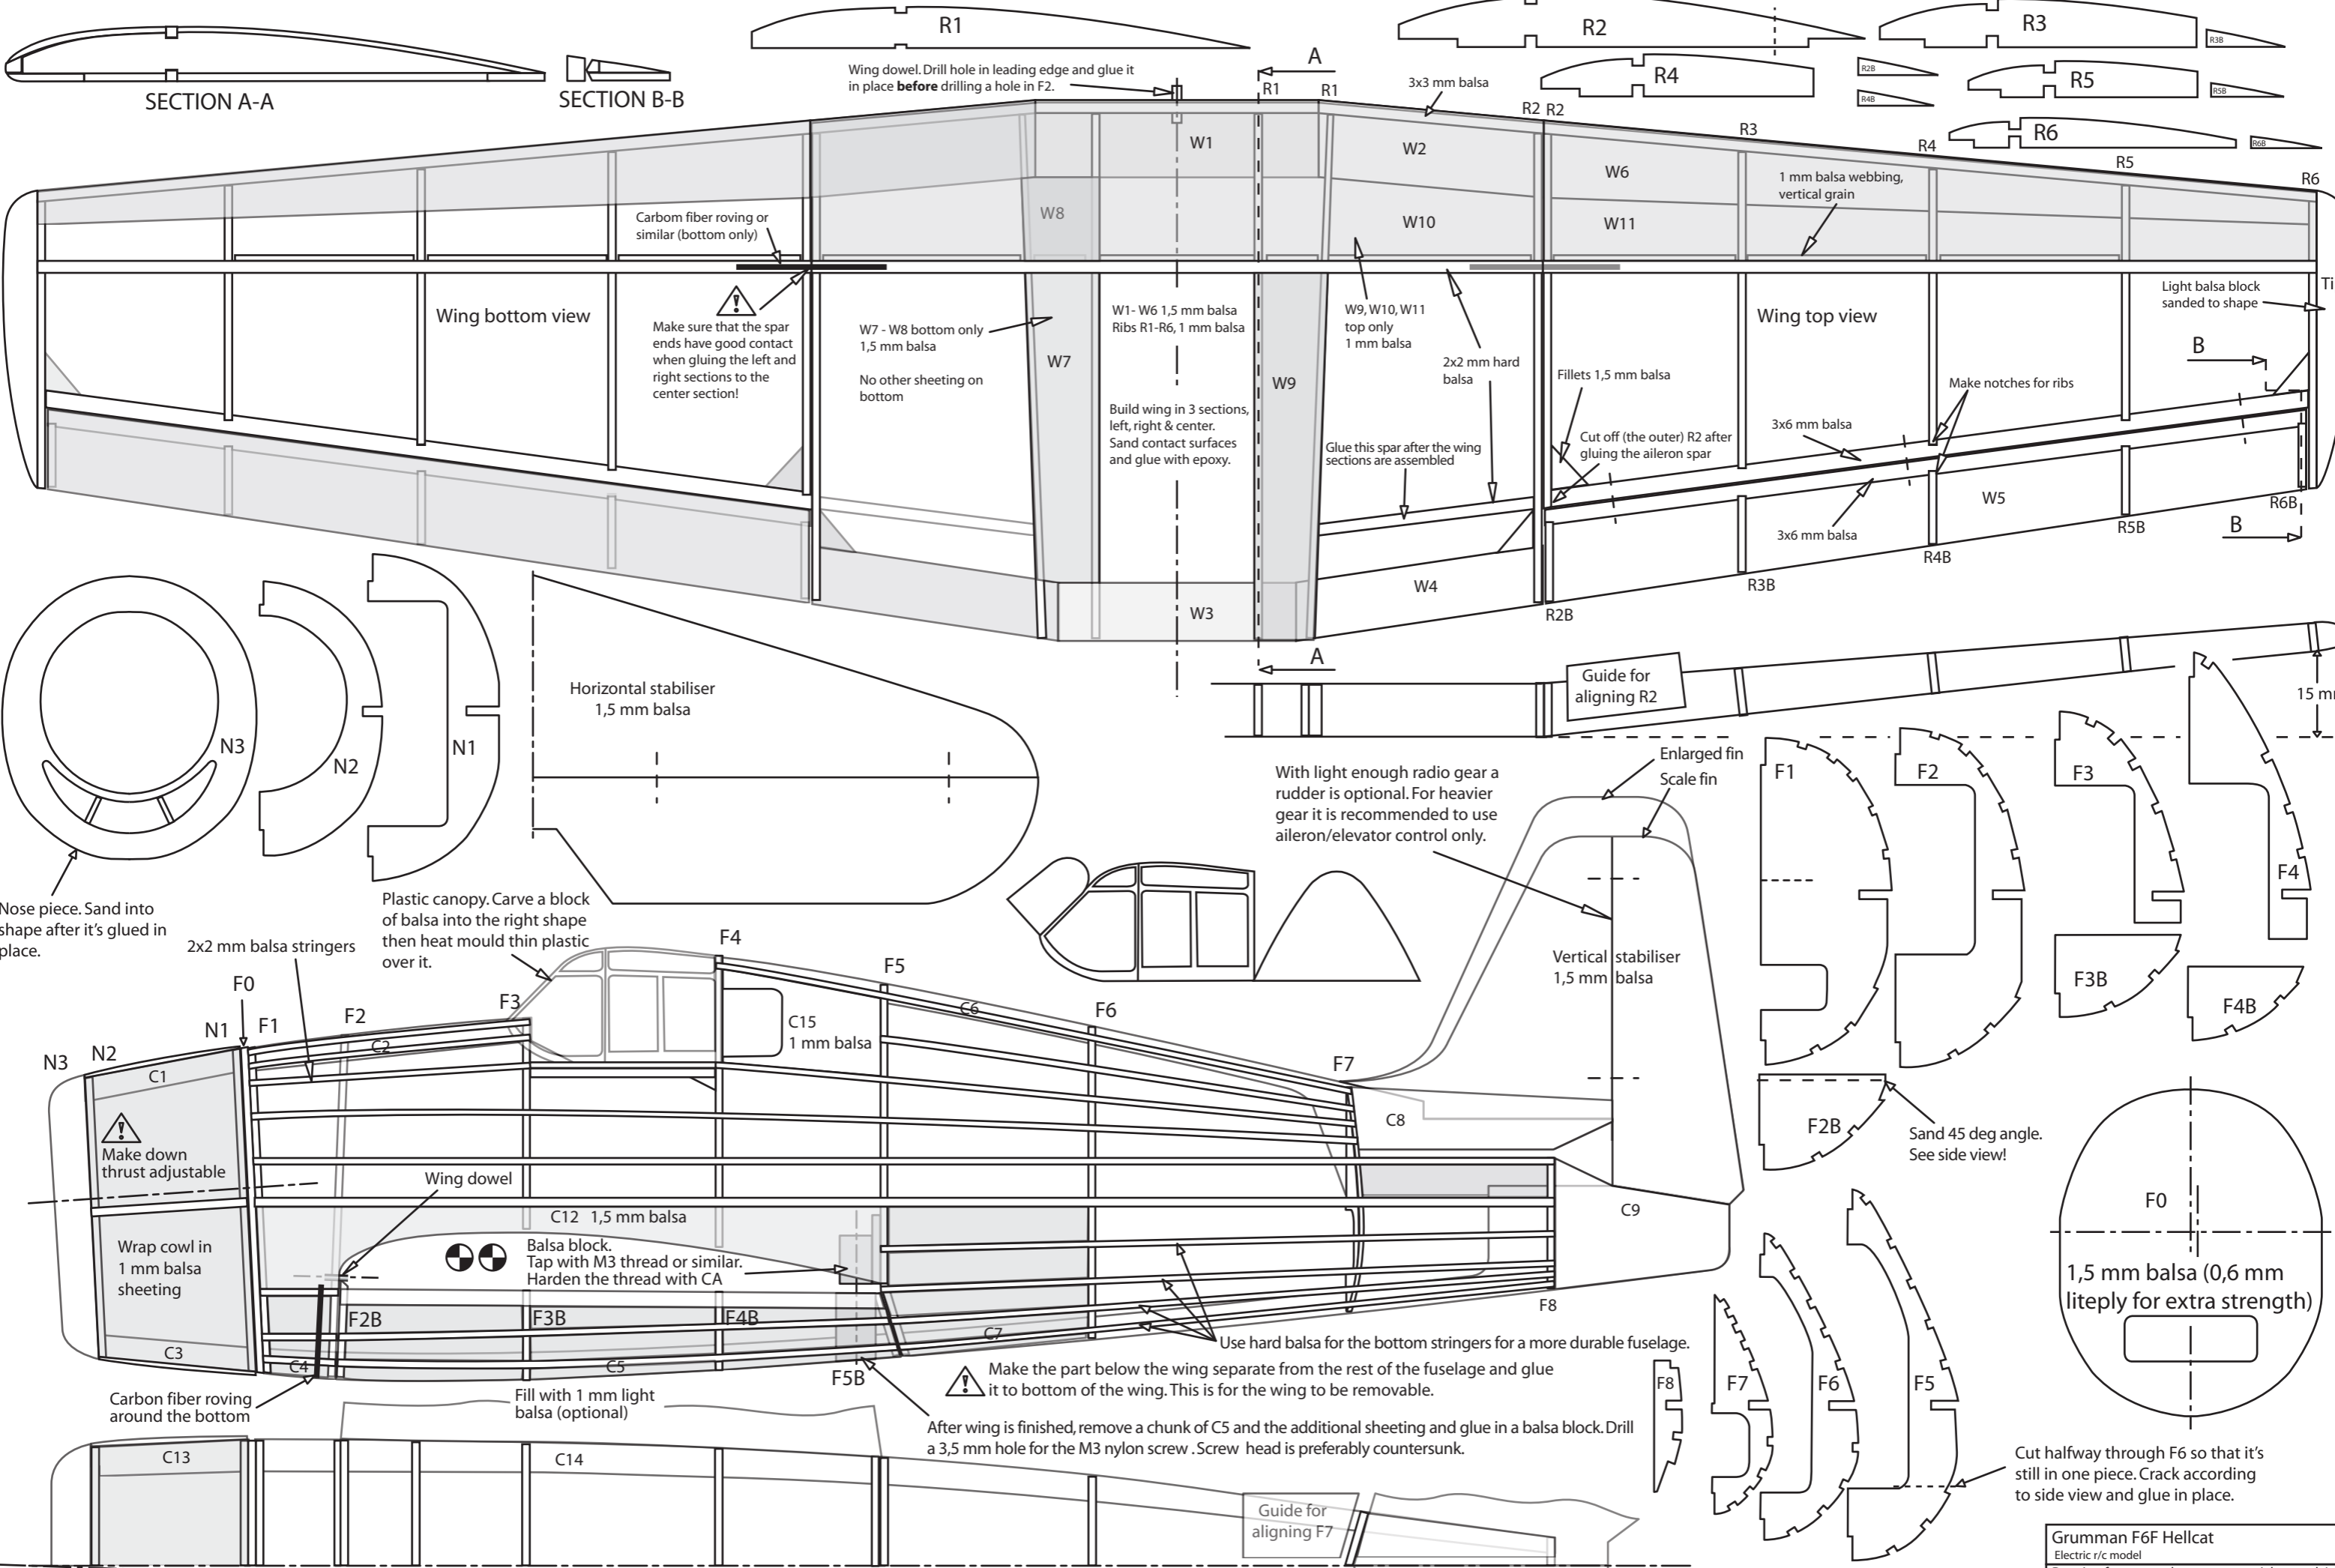 SECTION A-A
SECTION B-B
R1
R2
R3
R3B
R4
R2B
R4B
R5
R5B
R6
R6B
Wing dowel. Drill hole in leading edge and glue it
in place before drilling a hole in F2.
A
R1
R1
3x3 mm balsa
R2
R2
R3
R4
R5
R6
W1
W2
W6
1 mm balsa webbing,
vertical grain
W8
W10
W11
Carbom fiber roving or
similar (bottom only)
Wing bottom view
Make sure that the spar
ends have good contact
when gluing the left and
right sections to the
center section!
W7 - W8 bottom only
1,5 mm balsa
No other sheeting on
bottom
W7
W1- W6 1,5 mm balsa
Ribs R1-R6, 1 mm balsa
Build wing in 3 sections,
left, right & center.
Sand contact surfaces
and glue with epoxy.
W9
W9, W10, W11
top only
1 mm balsa
2x2 mm hard
balsa
Glue this spar after the wing
sections are assembled
Wing top view
Light balsa block
sanded to shape
Ti
B
Fillets 1,5 mm balsa
Make notches for ribs
Cut off (the outer) R2 after
gluing the aileron spar
3x6 mm balsa
3x6 mm balsa
W5
R6B
B
R5B
R4B
R3B
R2B
W4
W3
A
Guide for
aligning R2
15 m
N3
N2
N1
Horizontal stabiliser
1,5 mm balsa
Nose piece. Sand into
shape after it's glued in
place.
Plastic canopy. Carve a block
of balsa into the right shape
then heat mould thin plastic
over it.
2x2 mm balsa stringers
With light enough radio gear a
rudder is optional. For heavier
gear it is recommended to use
aileron/elevator control only.
Enlarged fin
Scale fin
Vertical stabiliser
1,5 mm balsa
F1
F2
F3
F4
F3B
F4B
F2B
Sand 45 deg angle.
See side view!
F0
1,5 mm balsa (0,6 mm
liteply for extra strength)
N3
N2
N1
F0
F1
F2
F3
F4
F5
F6
F7
C1
C2
C15
1 mm balsa
C6
C8
C9
Make down
thrust adjustable
Wing dowel
C12 1,5 mm balsa
Wrap cowl in
1 mm balsa
sheeting
Balsa block.
Tap with M3 thread or similar.
Harden the thread with CA
F2B
F3B
F4B
C3
C4
C5
C7
F5B
F8
Use hard balsa for the bottom stringers for a more durable fuselage.
Make the part below the wing separate from the rest of the fuselage and glue
it to bottom of the wing. This is for the wing to be removable.
Carbon fiber roving
around the bottom
Fill with 1 mm light
balsa (optional)
After wing is finished, remove a chunk of C5 and the additional sheeting and glue in a balsa block. Drill
a 3,5 mm hole for the M3 nylon screw . Screw head is preferably countersunk.
C13
C14
Guide for
aligning F7
F8
F7
F6
F5
Cut halfway through F6 so that it's
still in one piece. Crack according
to side view and glue in place.
Grumman F6F Hellcat
Electric r/c model